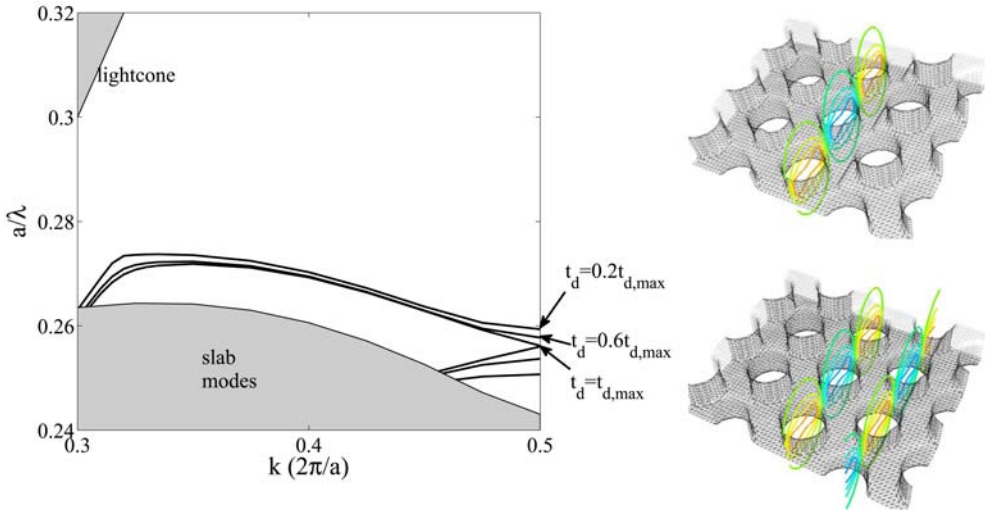 0.32
lightcone
0.3
a/λ
0.28
0.26
0.24
slab
modes
0.3
0.4
0.5
k (2π/a)
t_d=0.2t_d,max
t_d=0.6t_d,max
t_d=t_d,max